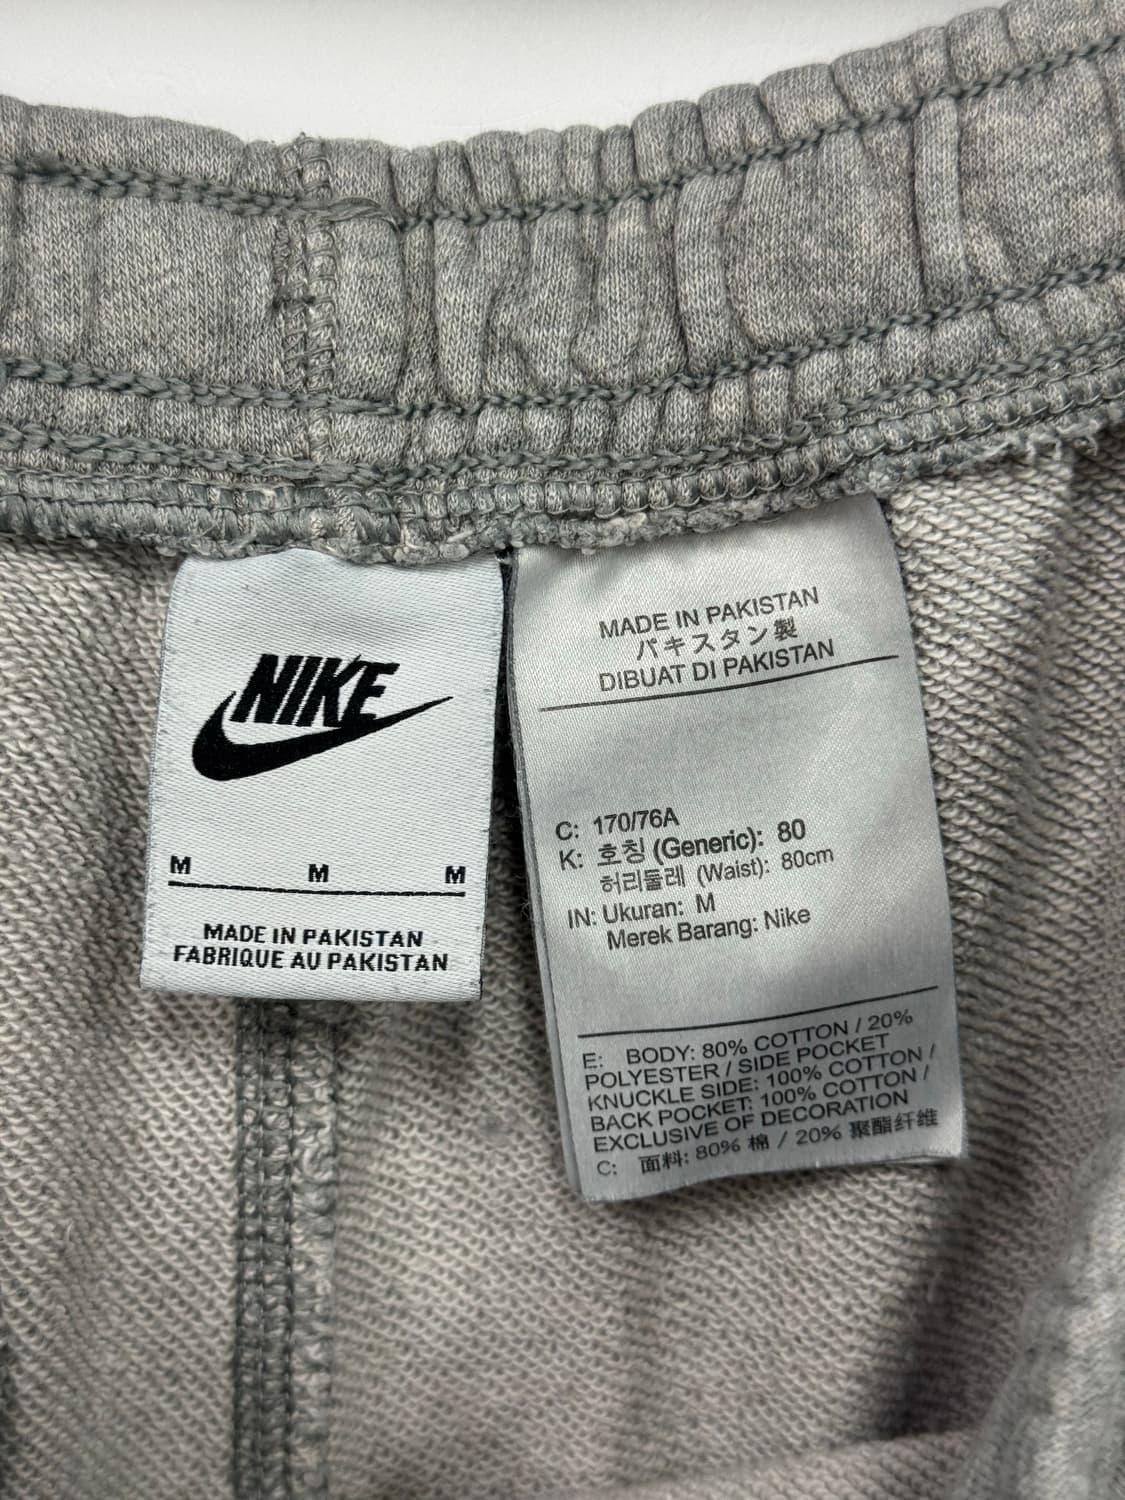 NIKE
M M M
MADE IN PAKISTAN
FABRIQUE AU PAKISTAN
MADE IN PAKISTAN
パキスタン製
DIBUAT DI PAKISTAN
C: 170/76A
K: 호칭 (Generic): 80
허리둘레 (Waist): 80cm
IN: Ukuran: M
Merek Barang: Nike
E: BODY: 80% COTTON / 20%
POLYESTER / SIDE POCKET
KNUCKLE SIDE: 100% COTTON /
BACK POCKET: 100% COTTON /
EXCLUSIVE OF DECORATION
C: 面料: 80% 棉 / 20% 聚酯纤维